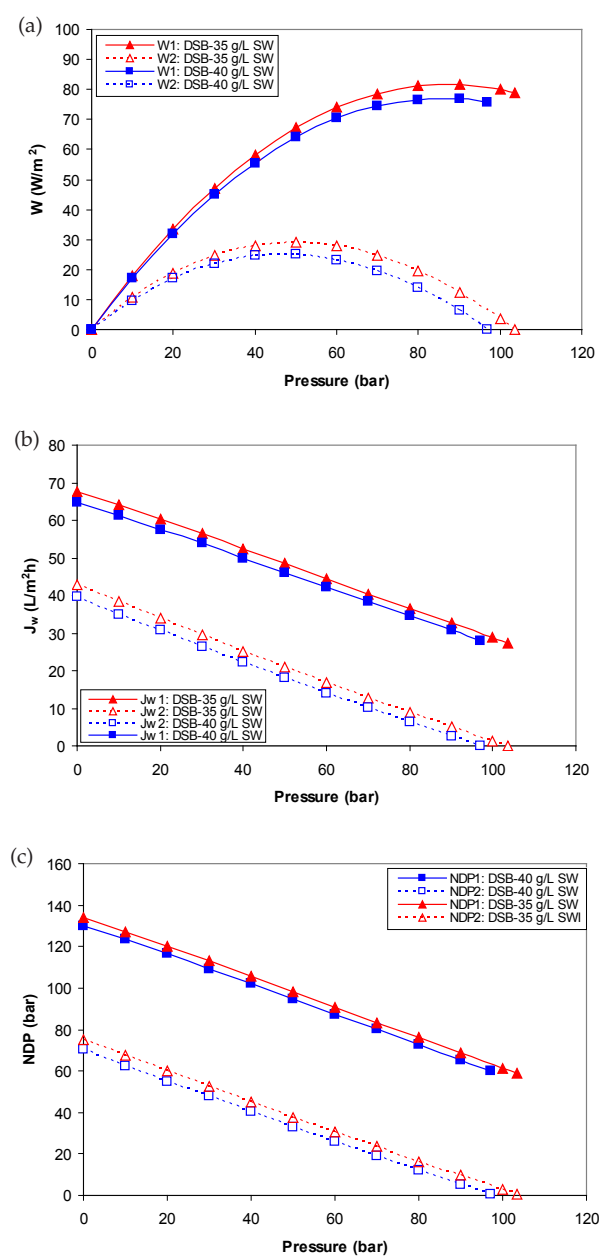 (a)
100
90
80
70
60
50
40
30
20
10
0
W (W/m²)
W1: DSB-35 g/L SW
W2: DSB-35 g/L SW
W1: DSB-40 g/L SW
W2: DSB-40 g/L SW
0 20 40 60 80 100 120
Pressure (bar)
(b)
80
70
60
50
40
30
20
10
0
Jw (L/m²h)
Jw 1: DSB-35 g/L SW
Jw 2: DSB-35 g/L SW
Jw 2: DSB-40 g/L SW
Jw 1: DSB-40 g/L SW
0 20 40 60 80 100 120
Pressure (bar)
(c)
160
140
120
100
80
60
40
20
0
NDP (bar)
NDP1: DSB-40 g/L SW
NDP2: DSB-40 g/L SW
NDP1: DSB-35 g/L SW
NDP2: DSB-35 g/L SWI
0 20 40 60 80 100 120
Pressure (bar)